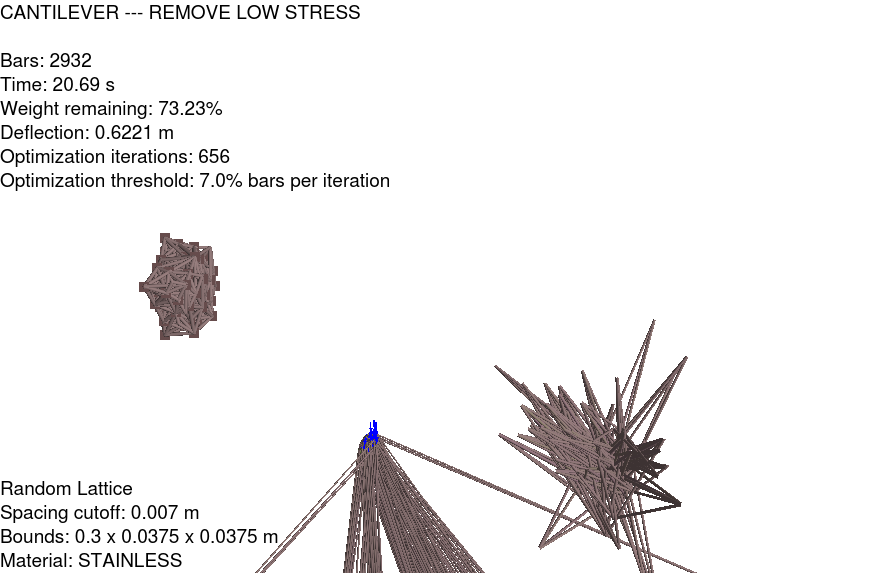 CANTILEVER --- REMOVE LOW STRESS
Bars: 2932
Time: 20.69 s
Weight remaining: 73.23%
Deflection: 0.6221 m
Optimization iterations: 656
Optimization threshold: 7.0% bars per iteration
Random Lattice
Spacing cutoff: 0.007 m
Bounds: 0.3 x 0.0375 x 0.0375 m
Material: STAINLESS